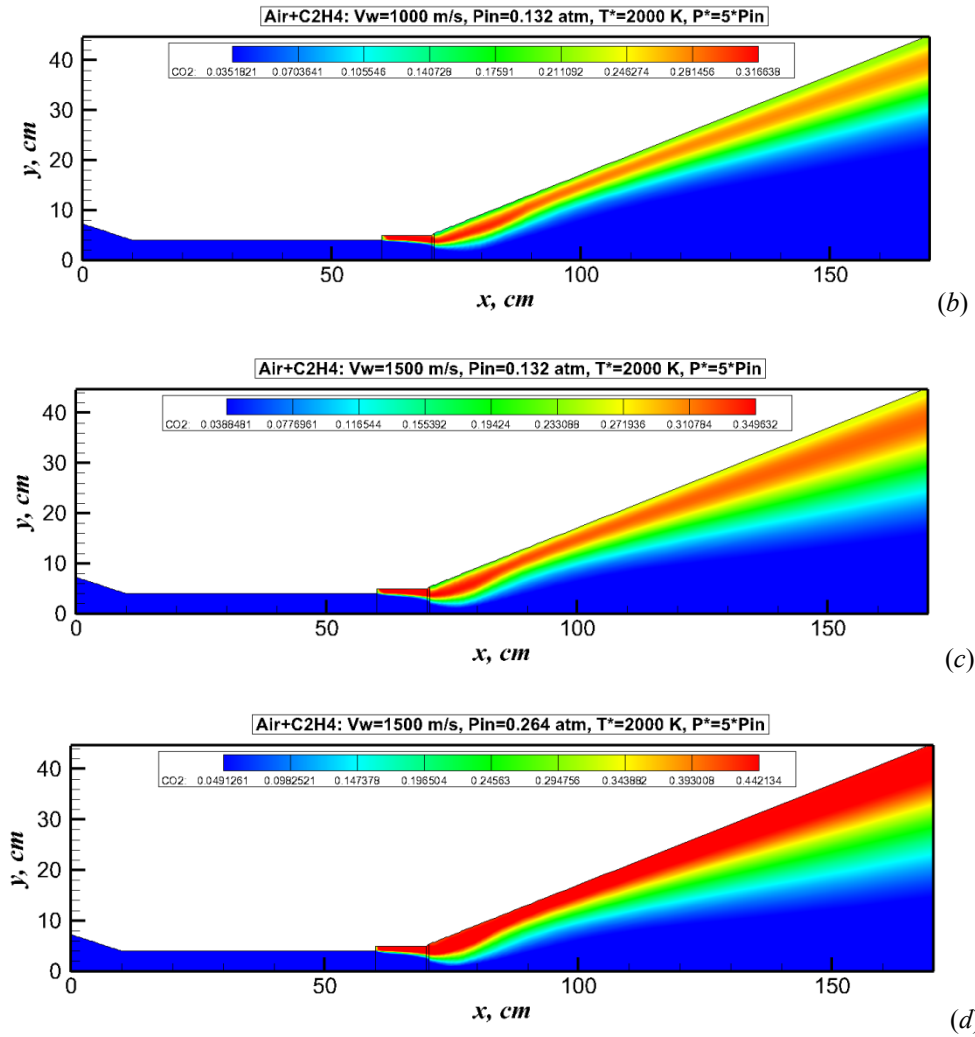 Air+C2H4: Vw=1000 m/s, Pin=0.132 atm, T*=2000 K, P*=5*Pin
CO2: 0.0351821 0.0703641 0.105546 0.140728 0.17591 0.211092 0.246274 0.281456 0.316638
40
30
20
10
0
y, cm
0 50 100 150
x, cm
(b)
Air+C2H4: Vw=1500 m/s, Pin=0.132 atm, T*=2000 K, P*=5*Pin
CO2: 0.0388481 0.0776961 0.116544 0.155392 0.19424 0.233088 0.271936 0.310784 0.349632
40
30
20
10
0
y, cm
0 50 100 150
x, cm
(c)
Air+C2H4: Vw=1500 m/s, Pin=0.264 atm, T*=2000 K, P*=5*Pin
CO2: 0.0491261 0.0982521 0.147378 0.196504 0.24563 0.294756 0.343882 0.393008 0.442134
40
30
20
10
0
y, cm
0 50 100 150
x, cm
(d)